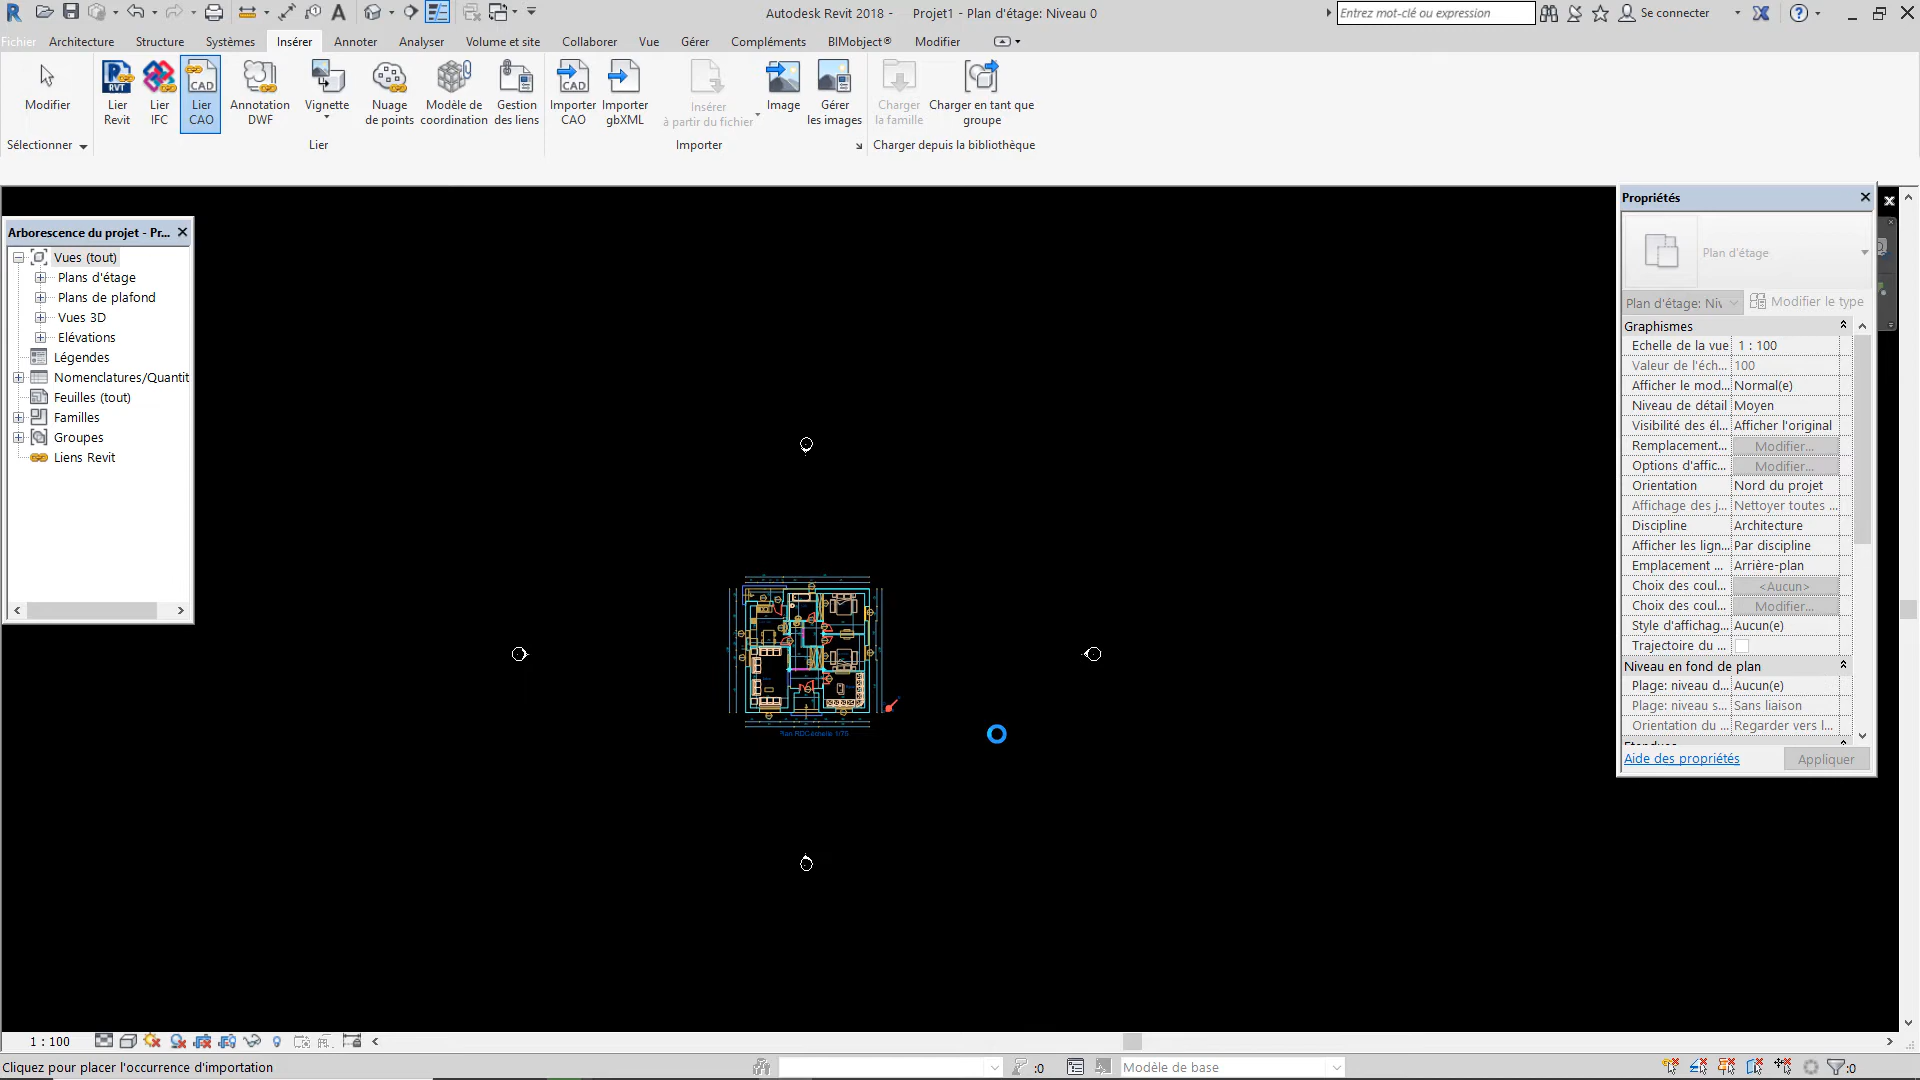 Autodesk Revit 2018 - Projet1 - Plan d'étage: Niveau 0
Entrez mot-clé ou expression
Se connecter
Fichier Architecture Structure Systèmes Insérer Annoter Analyser Volume et site Collaborer Vue Gérer Compléments BIMobject® Modifier
Modifier
Lier Revit
Lier IFC
Lier CAO
Annotation DWF
Vignette
Nuage de points
Modèle de coordination
Gestion des liens
Importer CAO
Importer gbXML
Insérer à partir du fichier
Image
Gérer les images
Charger la famille
Charger en tant que groupe
Sélectionner
Lier
Importer
Charger depuis la bibliothèque
Arborescence du projet - Pr...
Vues (tout)
Plans d'étage
Plans de plafond
Vues 3D
Elévations
Légendes
Nomenclatures/Quantit
Feuilles (tout)
Familles
Groupes
Liens Revit
Plan RDC échelle 1/75
Propriétés
Plan d'étage
Plan d'étage: Niv
Modifier le type
Graphismes
Echelle de la vue 1 : 100
Valeur de l'éch... 100
Afficher le mod... Normal(e)
Niveau de détail Moyen
Visibilité des él... Afficher l'original
Remplacement... Modifier...
Options d'affic... Modifier...
Orientation Nord du projet
Affichage des j... Nettoyer toutes ...
Discipline Architecture
Afficher les lign... Par discipline
Emplacement ... Arrière-plan
Choix des coul... <Aucun>
Choix des coul... Modifier...
Style d'affichag... Aucun(e)
Trajectoire du ...
Niveau en fond de plan
Plage: niveau d... Aucun(e)
Plage: niveau s... Sans liaison
Orientation du ... Regarder vers l...
Aide des propriétés
Appliquer
1 : 100
Cliquez pour placer l'occurrence d'importation
:0
Modèle de base
:0